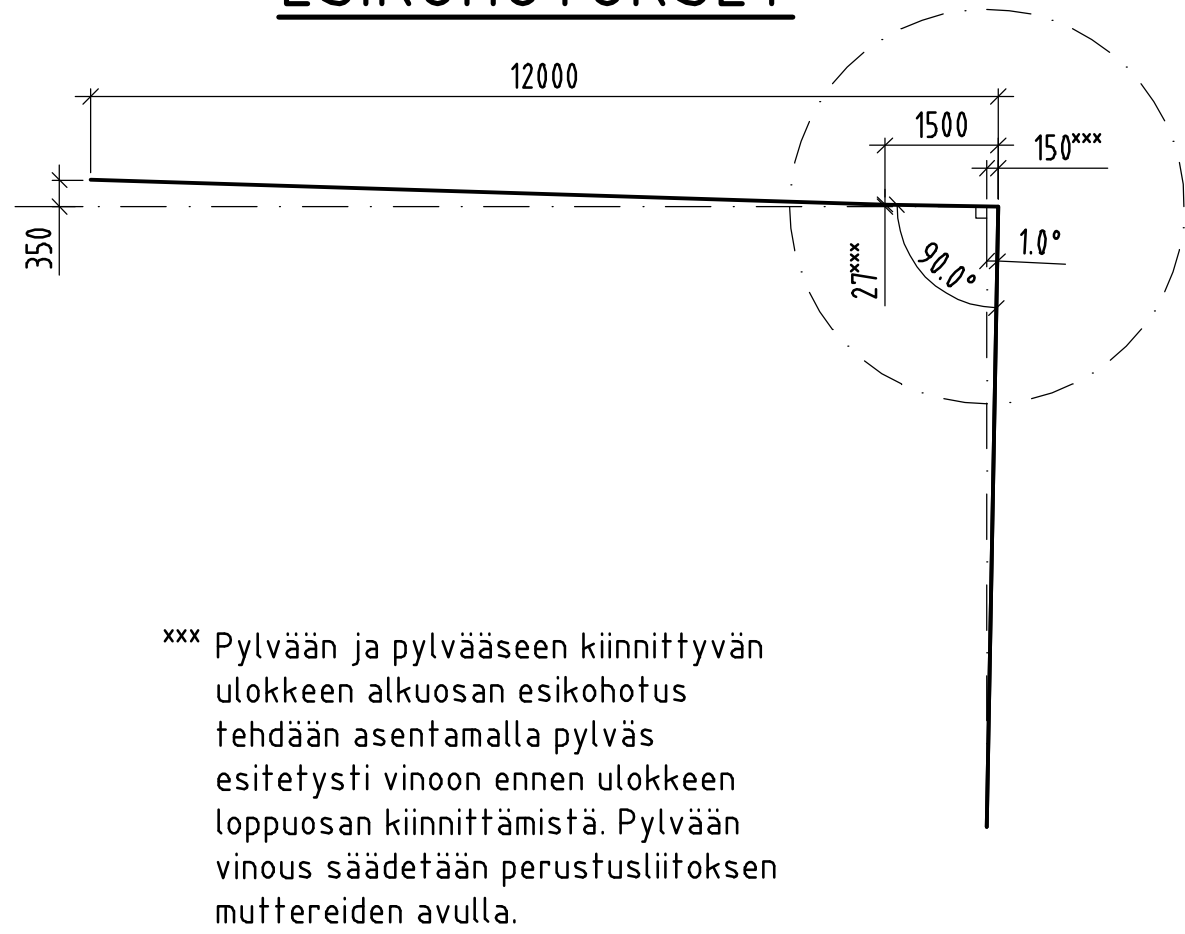 12000
1500
150xxx
350
27xxx
90.0°
1.0°
xxx Pylvään ja pylvääseen kiinnittyvän
ulokkeen alkuosan esikohotus
tehdään asentamalla pylväs
esitetysti vinoon ennen ulokkeen
loppuosan kiinnittämistä. Pylvään
vinous säädetään perustusliitoksen
muttereiden avulla.